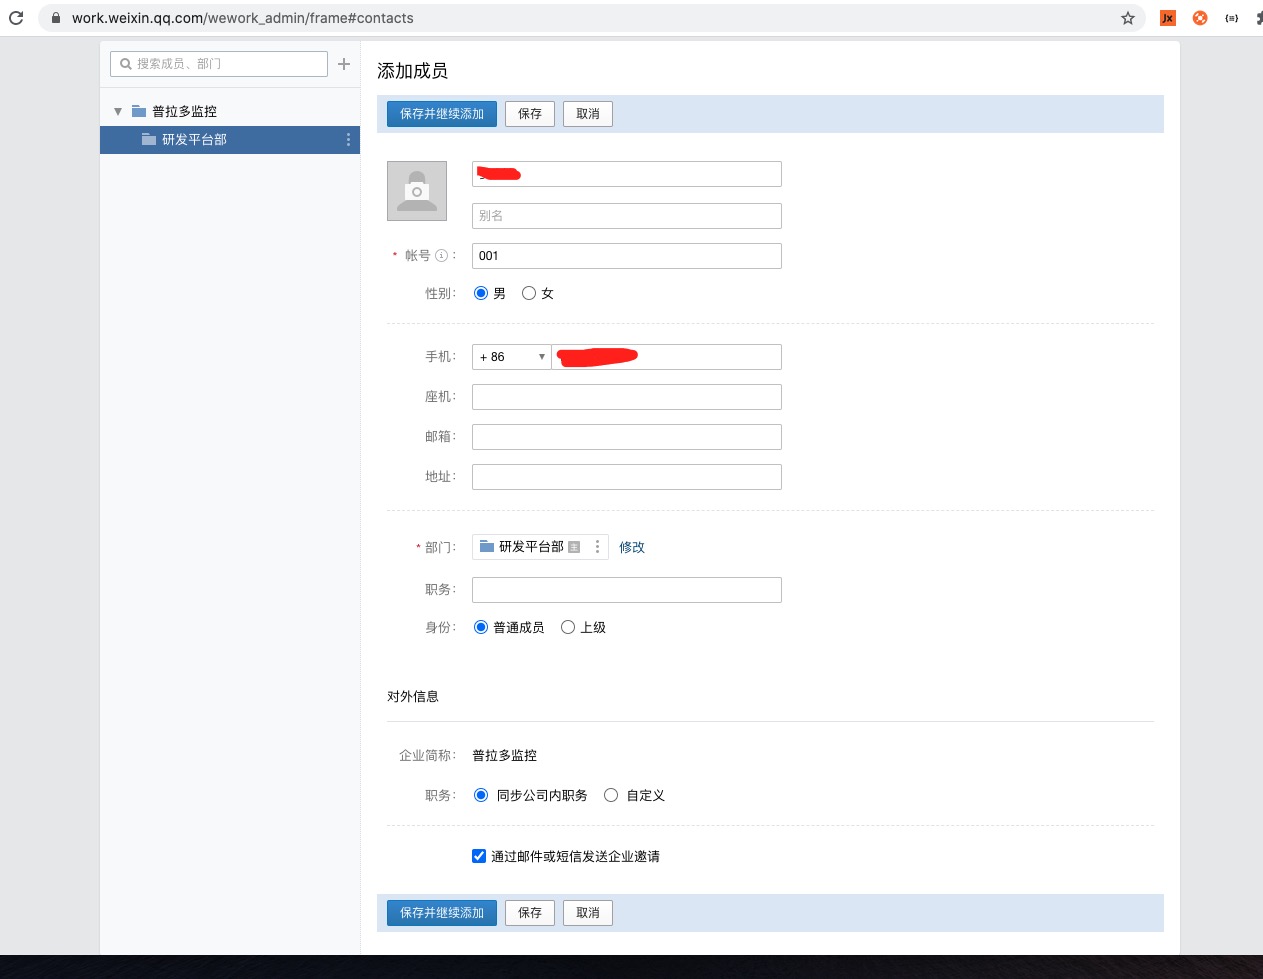 work.weixin.qq.com/wework_admin/frame#contacts
Jx
搜索成员、部门
普拉多监控
研发平台部
添加成员
保存并继续添加 保存 取消
别名
* 帐号 ⓘ : 001
性别: 男 女
手机: + 86
座机:
邮箱:
地址:
* 部门: 研发平台部 主 修改
职务:
身份: 普通成员 上级
对外信息
企业简称: 普拉多监控
职务: 同步公司内职务 自定义
通过邮件或短信发送企业邀请
保存并继续添加 保存 取消